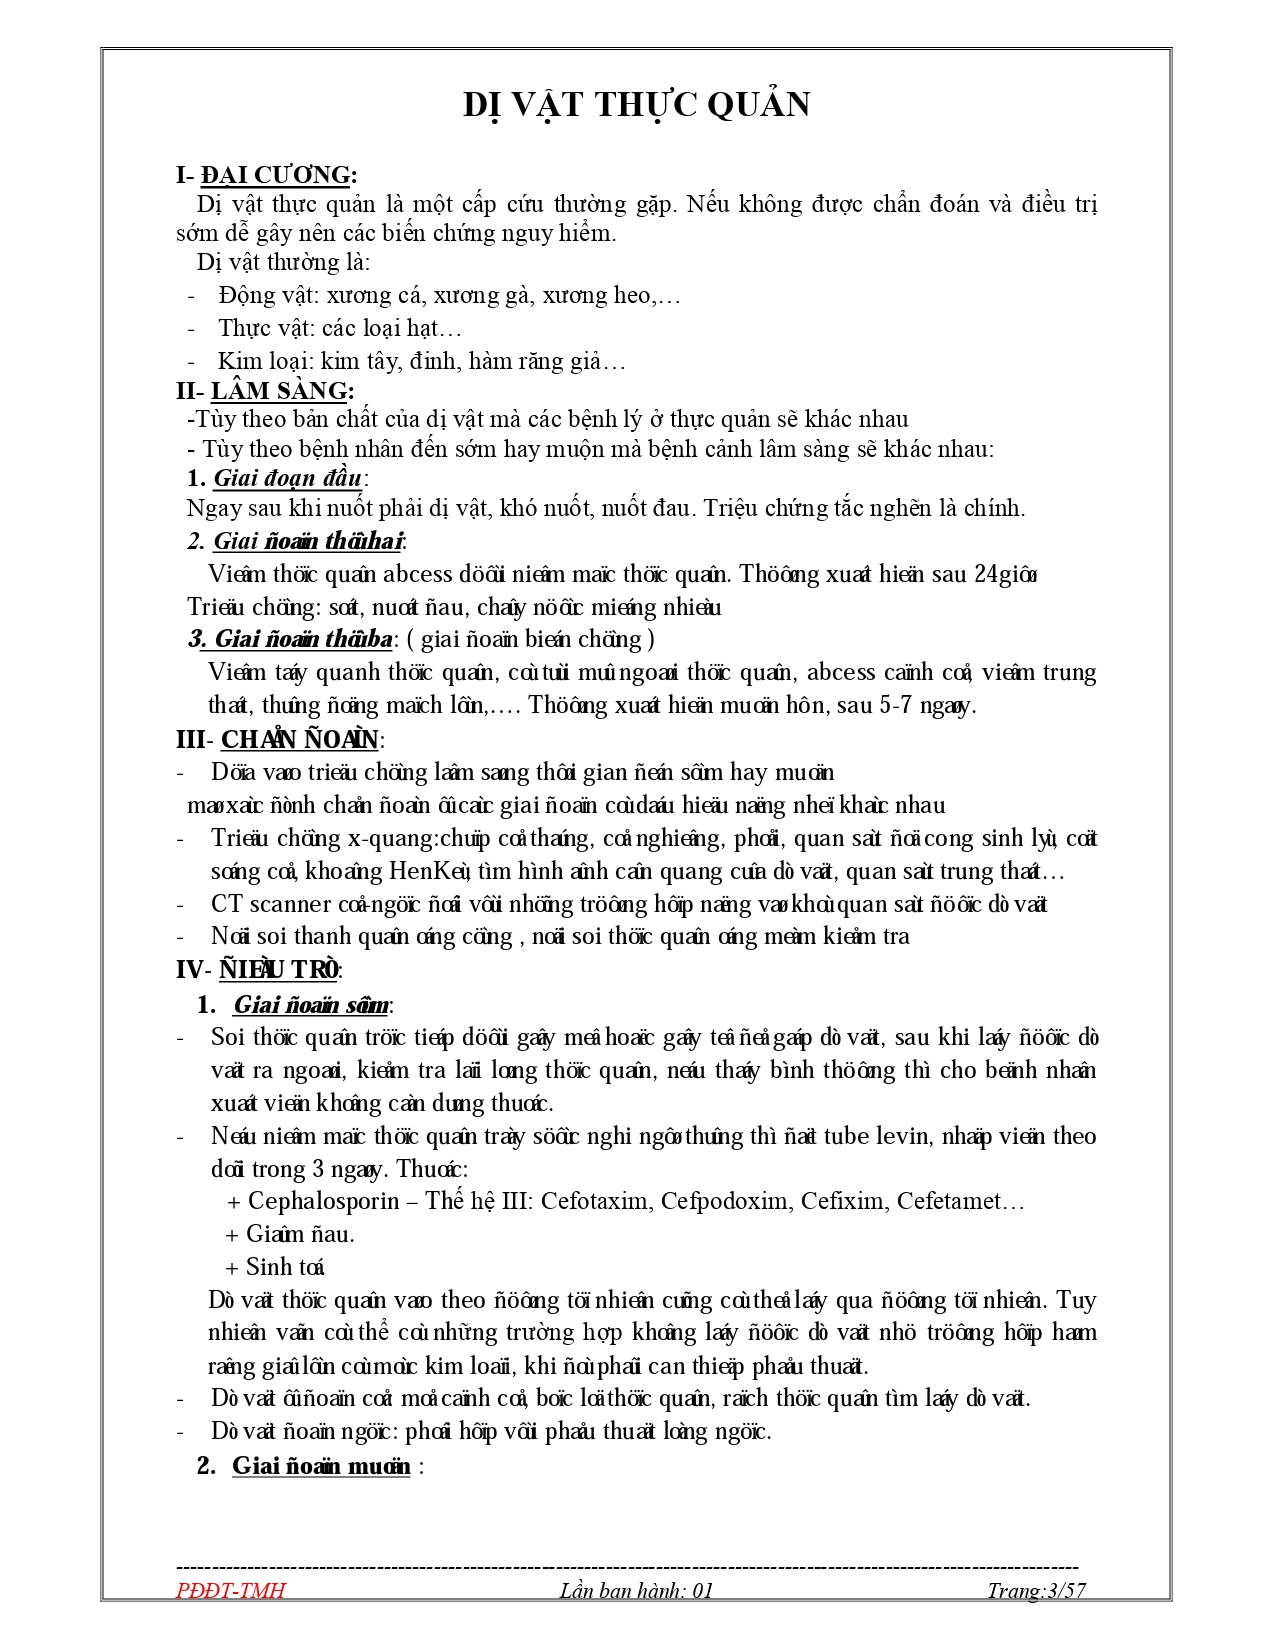 DỊ VẬT THỰC QUẢN
I- ĐẠI CƯƠNG:
Dị vật thực quản là một cấp cứu thường gặp. Nếu không được chẩn đoán và điều trị
sớm dễ gây nên các biến chứng nguy hiểm.
Dị vật thường là:
- Động vật: xương cá, xương gà, xương heo,…
- Thực vật: các loại hạt…
- Kim loại: kim tây, đinh, hàm răng giả…
II- LÂM SÀNG:
-Tùy theo bản chất của dị vật mà các bệnh lý ở thực quản sẽ khác nhau
- Tùy theo bệnh nhân đến sớm hay muộn mà bệnh cảnh lâm sàng sẽ khác nhau:
1. Giai đoạn đầu:
Ngay sau khi nuốt phải dị vật, khó nuốt, nuốt đau. Triệu chứng tắc nghẽn là chính.
2. Giai ñoaïn thöù hai:
Vieâm thöïc quaûn abcess döôùi nieâm maïc thöïc quaûn. Thöôøng xuaát hieän sau 24giôø
Trieäu chöùng: soát, nuoát ñau, chaûy nöôùc mieáng nhieàu
3. Giai ñoaïn thöù ba: ( giai ñoaïn bieán chöùng )
Vieâm taáy quanh thöïc quaûn, coù tuùi muû ngoaøi thöïc quaûn, abcess caïnh coå, vieâm trung
thaát, thuûng ñoäng maïch lôùn,…. Thöôøng xuaát hieän muoän hôn, sau 5-7 ngaøy.
III- CHAÅN ÑOAÙN:
- Döïa vaøo trieäu chöùng laâm saøng thôøi gian ñeán sôùm hay muoän
maø xaùc ñònh chaån ñoaùn ôû caùc giai ñoaïn coù daáu hieäu naëng nheï khaùc nhau
- Trieäu chöùng x-quang:chuïp coå thaúng, coå nghieâng, phoåi, quan saùt ñoä cong sinh lyù, coät
soáng coå, khoaûng HenKeù, tìm hình aûnh caûn quang cuûa dò vaät, quan saùt trung thaát…
- CT scanner coå-ngöïc ñoái vôùi nhöõng tröôøng hôïp naëng vaø khoù quan saùt ñöôïc dò vaät
- Noäi soi thanh quaûn oáng cöùng , noäi soi thöïc quaûn oáng meàm kieåm tra
IV- ÑIEÀU TRÒ:
1. Giai ñoaïn sôùm:
- Soi thöïc quaûn tröïc tieáp döôùi gaây meâ hoaëc gaây teâ ñeå gaép dò vaät, sau khi laáy ñöôïc dò
vaät ra ngoaøi, kieåm tra laïi loøng thöïc quaûn, neáu thaáy bình thöôøng thì cho beänh nhaân
xuaát vieän khoâng caàn duøng thuoác.
- Neáu nieâm maïc thöïc quaûn traày söôùc nghi ngôø thuûng thì ñaët tube levin, nhaäp vieän theo
doõi trong 3 ngaøy. Thuoác:
+ Cephalosporin – Thế hệ III: Cefotaxim, Cefpodoxim, Cefixim, Cefetamet…
+ Giaûm ñau.
+ Sinh toá.
Dò vaät thöïc quaûn vaøo theo ñöôøng töï nhieân cuõng coù theå laáy qua ñöôøng töï nhieân. Tuy
nhieân vaãn coù thể coù những trường hợp khoâng laáy ñöôïc dò vaät nhö tröôøng hôïp haøm
raêng giaû lôùn coù moùc kim loaïi, khi ñoù phaûi can thieäp phaåu thuaät.
- Dò vaät ôû ñoaïn coå: moå caïnh coå, boïc loä thöïc quaûn, raïch thöïc quaûn tìm laáy dò vaät.
- Dò vaät ñoaïn ngöïc: phoái hôïp vôùi phaåu thuaät loàng ngöïc.
2. Giai ñoaïn muoän :
PĐĐT-TMH Lần ban hành: 01 Trang:3/57